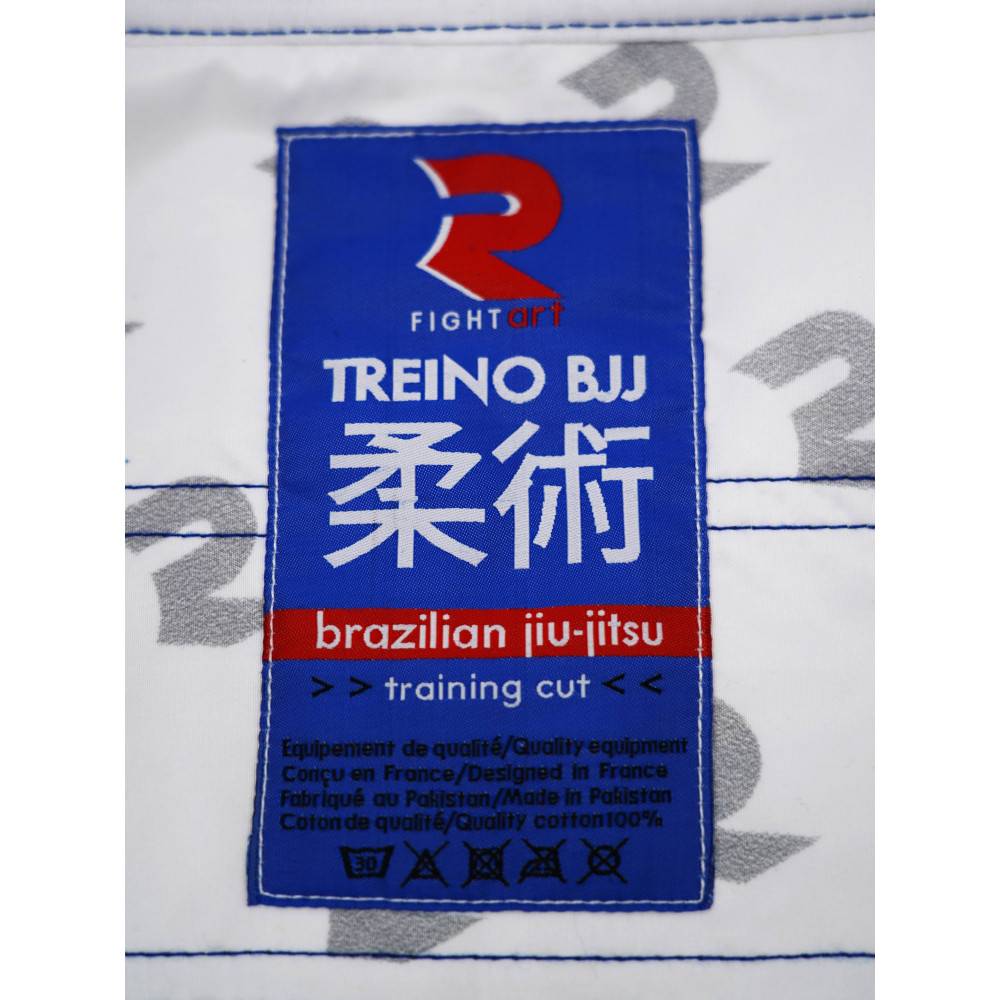 FIGHTart
TREINO BJJ
柔術
brazilian jiu-jitsu
> > training cut < <
Equipement de qualité/Quality equipment
Conçu en France/Designed in France
Fabriqué au Pakistan/Made in Pakistan
Coton de qualité/Quality cotton100%
30